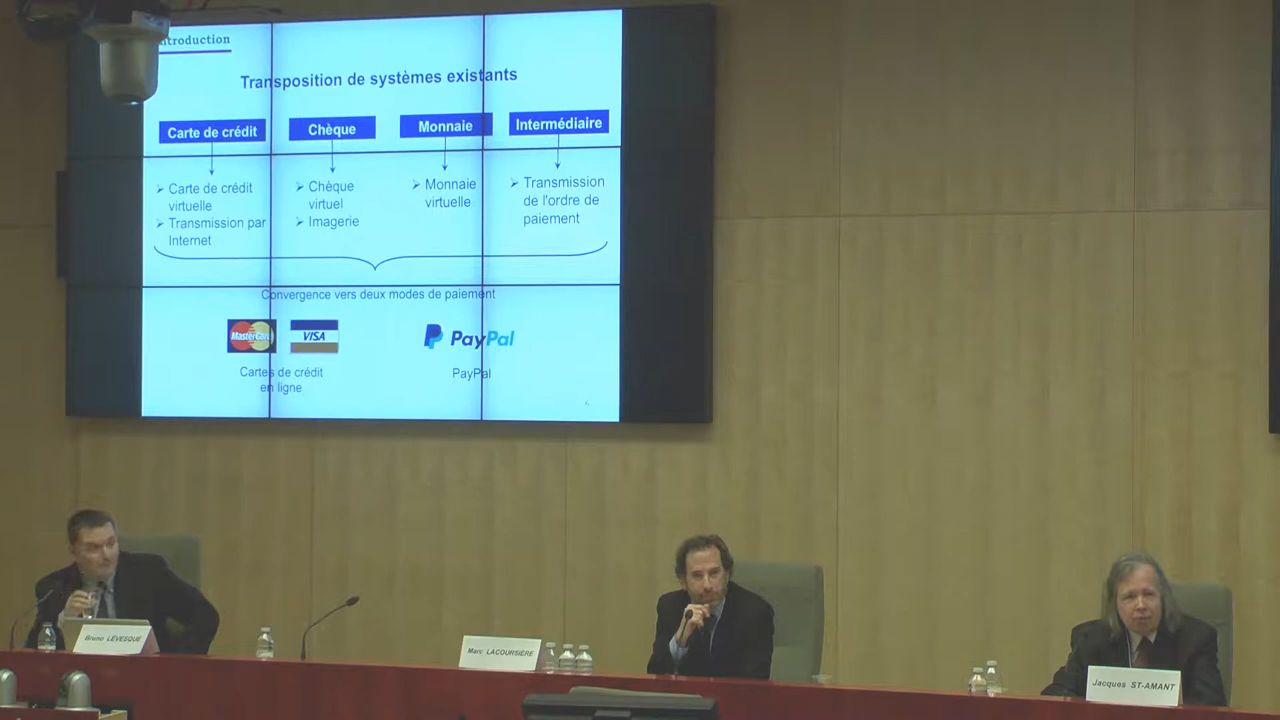 ntroduction
Transposition de systèmes existants
Carte de crédit
Chèque
Monnaie
Intermédiaire
➢ Carte de crédit
virtuelle
➢ Transmission par
Internet
➢ Chèque
virtuel
➢ Imagerie
➢ Monnaie
virtuelle
➢ Transmission
de l'ordre de
paiement
Convergence vers deux modes de paiement
MasterCard
VISA
PayPal
Cartes de crédit
en ligne
PayPal
Bruno LÉVESQUE
Marc LACOURSIÈRE
Jacques ST-AMANT